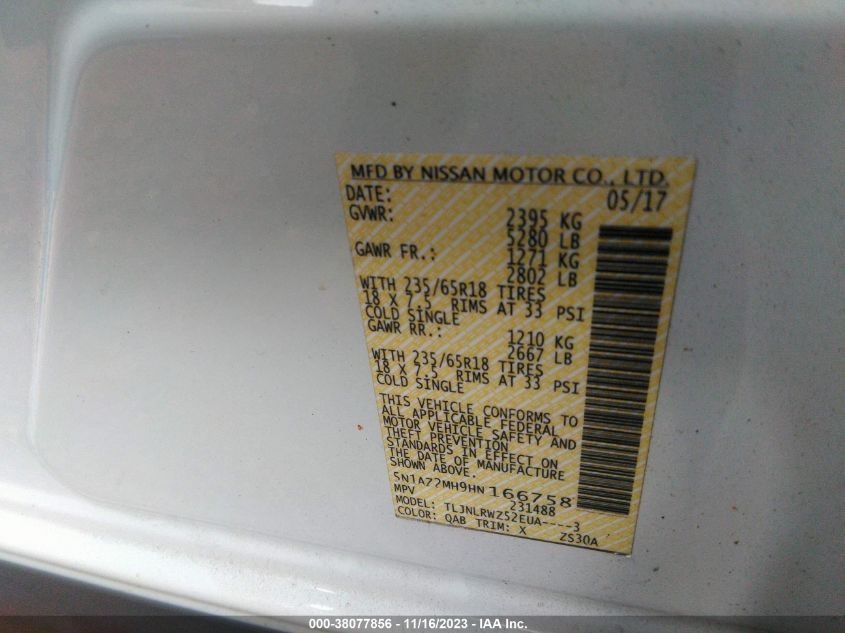 MFD BY NISSAN MOTOR CO., LTD.
DATE: 05/17
GVWR: 2395 KG
5280 LB
GAWR FR.: 1271 KG
2802 LB
WITH 235/65R18 TIRES
18 X 7.5 RIMS AT 33 PSI
COLD SINGLE
GAWR RR.: 1210 KG
2667 LB
WITH 235/65R18 TIRES
18 X 7.5 RIMS AT 33 PSI
COLD SINGLE
THIS VEHICLE CONFORMS TO
ALL APPLICABLE FEDERAL
MOTOR VEHICLE SAFETY AND
THEFT PREVENTION
STANDARDS IN EFFECT ON
THE DATE OF MANUFACTURE
SHOWN ABOVE.
5N1AZ2MH9HN166758
MPV 231488
MODEL: TLJNLRWZ52EUA----3
COLOR: QAB TRIM: X ZS30A
000-38077856 - 11/16/2023 - IAA Inc.